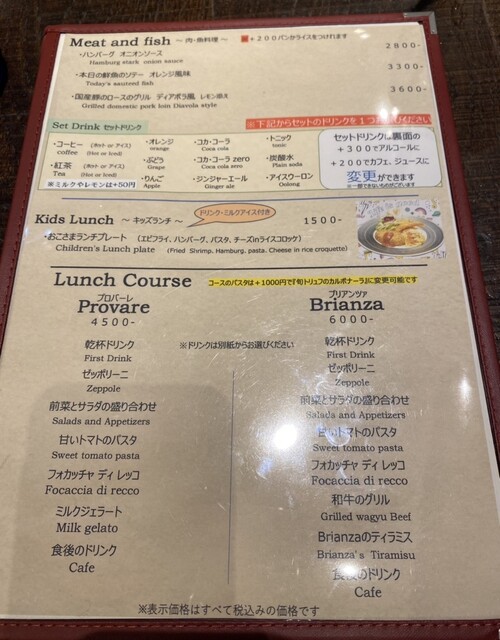 Meat and fish ～ 肉・魚料理 ～ +２００パンかライスをつけれます
・ハンバーグ オニオンソース 2800-
Hamburg stark onion sauce
・本日の鮮魚のソテー オレンジ風味 3300-
Today's sauteed fish
・国産豚のロースのグリル ディアボラ風 レモン添え 3600-
Grilled domestic pork loin Diavola style
Set Drink セットドリンク ※下記からセットのドリンクを１つ
・コーヒー (ホット or アイス) ・オレンジ ・コカ・コーラ ・トニック
coffee (Hot or Iced) orange Coca cola tonic
・紅茶 (ホット or アイス) ・ぶどう ・コカ・コーラ zero ・炭酸水
Tea (Hot or Iced) Grape Coca cola zero Plain soda
※ミルクやレモンは+50円 ・りんご ・ジンジャーエール ・アイスウーロン
Apple Ginger ale Oolong
セットドリンクは裏面の
＋３００でアルコールに
＋２００でカフェ、ジュースに
変更ができます
※一部できないものがございます
Kids Lunch ～ キッズランチ ～ ドリンク・ミルクアイス付き 1500-
・おこさまランチプレート （エビフライ、ハンバーグ、パスタ、チーズinライスコロッケ）
Children's Lunch plate (Fried Shrimp, Hamburg, pasta, Cheese in rice croquette)
Lunch Course コースのパスタは＋1000円で『旬トリュフのカルボナーラ』に変更可能です
プロバーレ
Provare
4500-
乾杯ドリンク
First Drink
ゼッポリーニ
Zeppole
前菜とサラダの盛り合わせ
Salads and Appetizers
甘いトマトのパスタ
Sweet tomato pasta
フォカッチャ ディ レッコ
Focaccia di recco
ミルクジェラート
Milk gelato
食後のドリンク
Cafe
※ドリンクは別紙からお選びください
ブリアンツァ
Brianza
6000-
乾杯ドリンク
First Drink
ゼッポリーニ
Zeppole
前菜とサラダの盛り合わせ
Salads and Appetizers
甘いトマトのパスタ
Sweet tomato pasta
フォカッチャ ディ レッコ
Focaccia di recco
和牛のグリル
Grilled wagyu Beef
Brianzaのティラミス
Brianza's Tiramisu
食後のドリンク
Cafe
※表示価格はすべて税込みの価格です